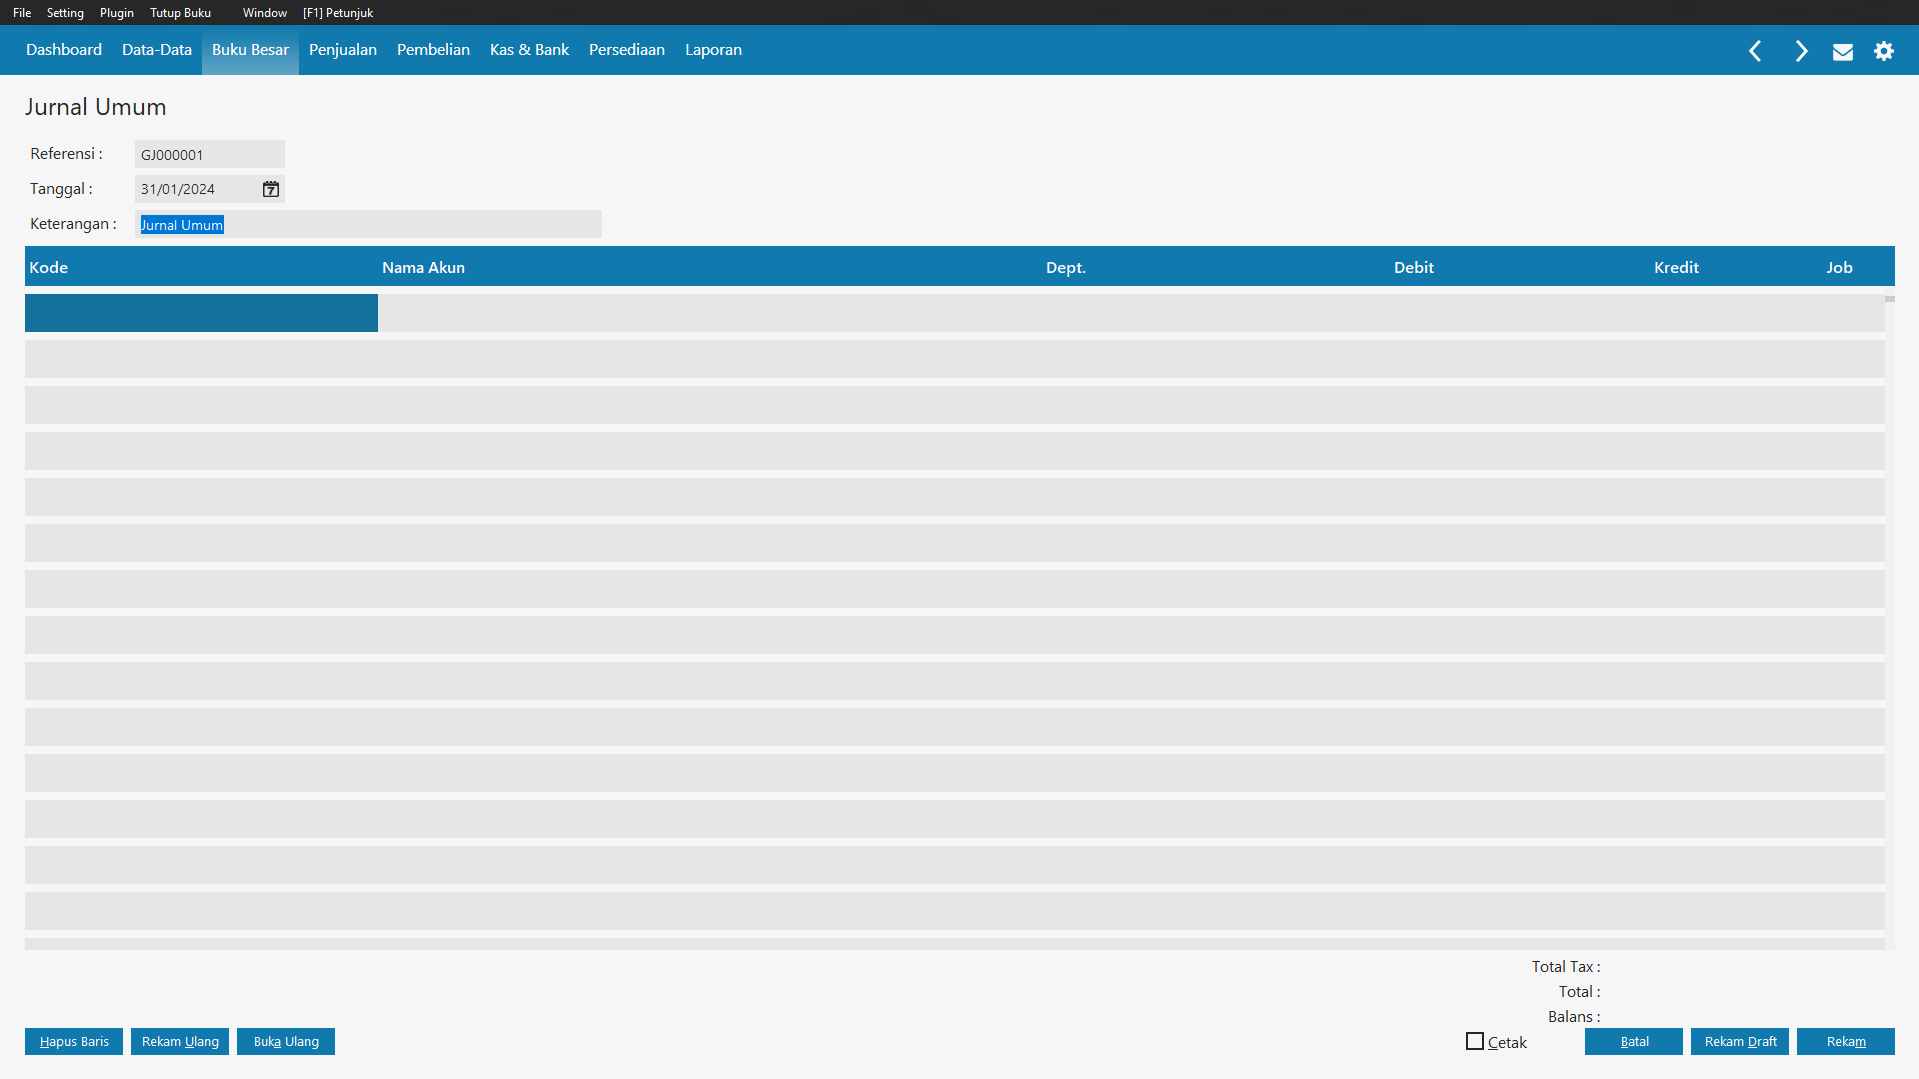 File Setting Plugin Tutup Buku Window [F1] Petunjuk
Dashboard Data-Data Buku Besar Penjualan Pembelian Kas & Bank Persediaan Laporan
Jurnal Umum
Referensi : GJ000001
Tanggal : 31/01/2024 7
Keterangan : Jurnal Umum
Kode Nama Akun Dept. Debit Kredit Job
Total Tax :
Total :
Balans :
Hapus Baris Rekam Ulang Buka Ulang Cetak Batal Rekam Draft Rekam